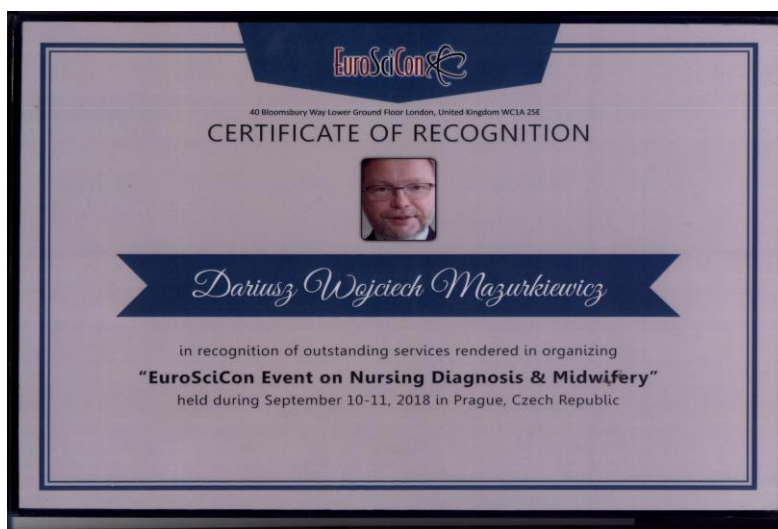 EuroSciCon
40 Bloomsbury Way Lower Ground Floor London, United Kingdom WC1A 2SE
CERTIFICATE OF RECOGNITION
Dariusz Wojciech Mazurkiewicz
in recognition of outstanding services rendered in organizing
“EuroSciCon Event on Nursing Diagnosis & Midwifery”
held during September 10-11, 2018 in Prague, Czech Republic